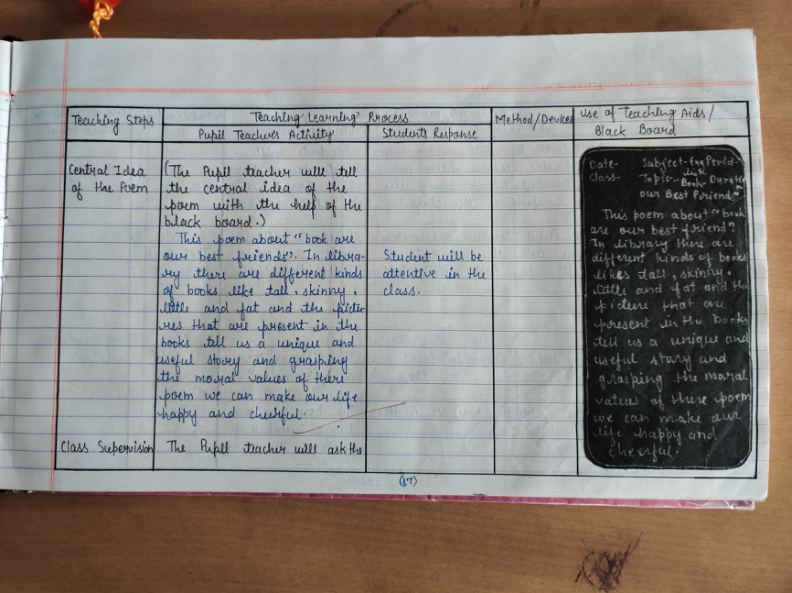 Teaching Steps
Teaching Learning Process
Pupil Teacher's Activity
Students Response
Method/Devices
Use of Teaching Aids/
Black Board
Central Idea
of the Poem
(The Pupil teacher will tell
the central idea of the
poem with the help of the
black board.)
This poem about "book are
our best friends". In libra-
ry there are different kinds
of books like tall, skinny,
little and fat and the pictu-
res that are present in the
books tell us a unique and
useful story and grasping
the moral values of there
poem we can make our life
happy and cheerful.
Student will be
attentive in the
class.
Date- Subject-Eng Period-
Class- Topic- Book
our Best Friends
This poem about "book
are our best friend"
In library there are
different kinds of books
likes tall, skinny,
little and fat and the
picture that are
present in the books
tell us a unique and
useful story and
grasping the moral
values of these poem
we can make our
life happy and
cheerful.
Class Supervision
The Pupil teacher will ask the
(17)